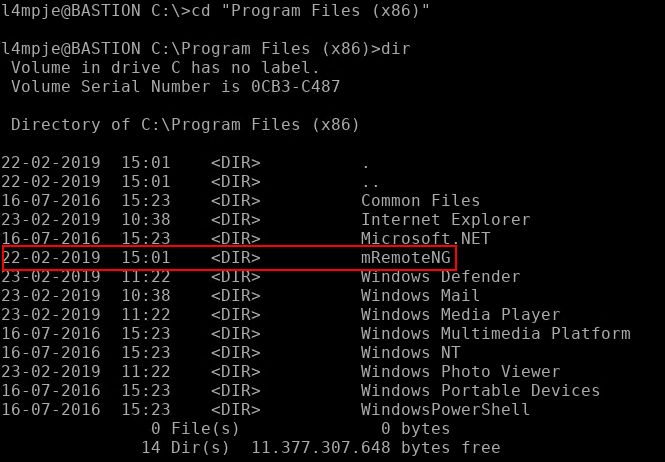 l4mpje@BASTION C:\>cd "Program Files (x86)"
l4mpje@BASTION C:\Program Files (x86)>dir
 Volume in drive C has no label.
 Volume Serial Number is 0CB3-C487
 Directory of C:\Program Files (x86)
22-02-2019  15:01    <DIR>          .
22-02-2019  15:01    <DIR>          ..
16-07-2016  15:23    <DIR>          Common Files
23-02-2019  10:38    <DIR>          Internet Explorer
16-07-2016  15:23    <DIR>          Microsoft.NET
22-02-2019  15:01    <DIR>          mRemoteNG
23-02-2019  11:22    <DIR>          Windows Defender
23-02-2019  10:38    <DIR>          Windows Mail
23-02-2019  11:22    <DIR>          Windows Media Player
16-07-2016  15:23    <DIR>          Windows Multimedia Platform
16-07-2016  15:23    <DIR>          Windows NT
23-02-2019  11:22    <DIR>          Windows Photo Viewer
16-07-2016  15:23    <DIR>          Windows Portable Devices
16-07-2016  15:23    <DIR>          WindowsPowerShell
               0 File(s)              0 bytes
              14 Dir(s)  11.377.307.648 bytes free